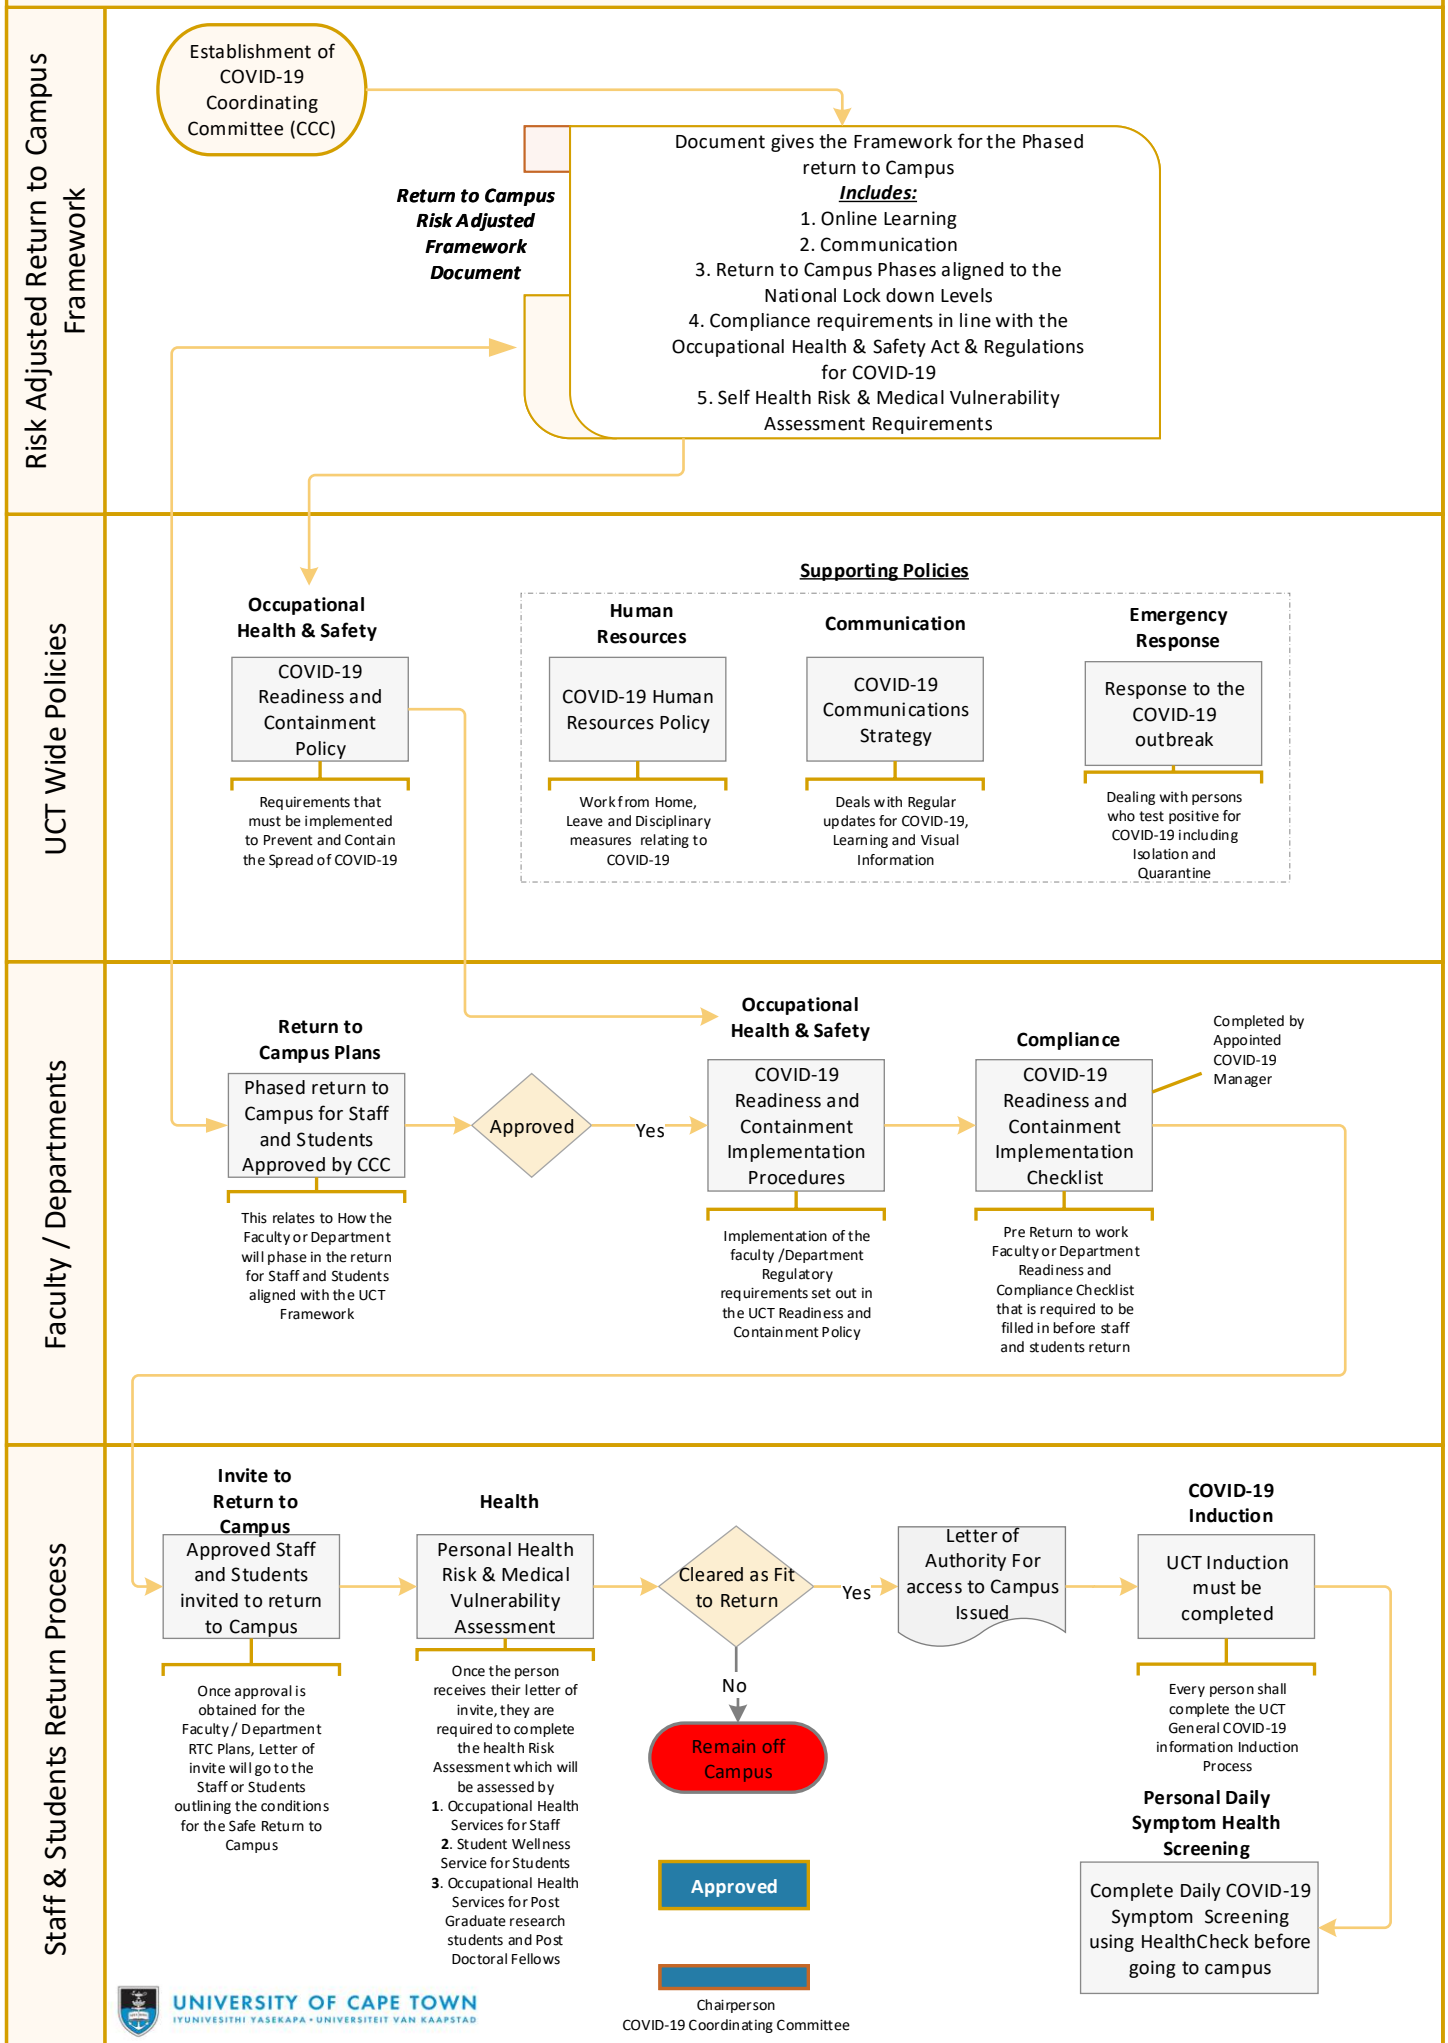 Risk Adjusted Return to Campus
Framework
Establishment of
COVID-19
Coordinating
Committee (CCC)
Return to Campus
Risk Adjusted
Framework
Document
Document gives the Framework for the Phased
return to Campus
Includes:
1. Online Learning
2. Communication
3. Return to Campus Phases aligned to the
National Lock down Levels
4. Compliance requirements in line with the
Occupational Health & Safety Act & Regulations
for COVID-19
5. Self Health Risk & Medical Vulnerability
Assessment Requirements
UCT Wide Policies
Occupational
Health & Safety
COVID-19
Readiness and
Containment
Policy
Requirements that
must be implemented
to Prevent and Contain
the Spread of COVID-19
Supporting Policies
Human
Resources
COVID-19 Human
Resources Policy
Work from Home,
Leave and Disciplinary
measures relating to
COVID-19
Communication
COVID-19
Communications
Strategy
Deals with Regular
updates for COVID-19,
Learning and Visual
Information
Emergency
Response
Response to the
COVID-19
outbreak
Dealing with persons
who test positive for
COVID-19 including
Isolation and
Quarantine
Faculty / Departments
Return to
Campus Plans
Phased return to
Campus for Staff
and Students
Approved by CCC
This relates to How the
Faculty or Department
will phase in the return
for Staff and Students
aligned with the UCT
Framework
Approved
Yes
Occupational
Health & Safety
COVID-19
Readiness and
Containment
Implementation
Procedures
Implementation of the
faculty /Department
Regulatory
requirements set out in
the UCT Readiness and
Containment Policy
Compliance
COVID-19
Readiness and
Containment
Implementation
Checklist
Pre Return to work
Faculty or Department
Readiness and
Compliance Checklist
that is required to be
filled in before staff
and students return
Completed by
Appointed
COVID-19
Manager
Staff & Students Return Process
Invite to
Return to
Campus
Approved Staff
and Students
invited to return
to Campus
Once approval is
obtained for the
Faculty / Department
RTC Plans, Letter of
invite will go to the
Staff or Students
outlining the conditions
for the Safe Return to
Campus
Health
Personal Health
Risk & Medical
Vulnerability
Assessment
Once the person
receives their letter of
invite, they are
required to complete
the health Risk
Assessment which will
be assessed by
1. Occupational Health
Services for Staff
2. Student Wellness
Service for Students
3. Occupational Health
Services for Post
Graduate research
students and Post
Doctoral Fellows
Cleared as Fit
to Return
Yes
No
Remain off
Campus
Letter of
Authority For
access to Campus
Issued
COVID-19
Induction
UCT Induction
must be
completed
Every person shall
complete the UCT
General COVID-19
information Induction
Process
Personal Daily
Symptom Health
Screening
Complete Daily COVID-19
Symptom Screening
using HealthCheck before
going to campus
Approved
Chairperson
COVID-19 Coordinating Committee
UNIVERSITY OF CAPE TOWN
IYUNIVESITHI YASEKAPA • UNIVERSITEIT VAN KAAPSTAD